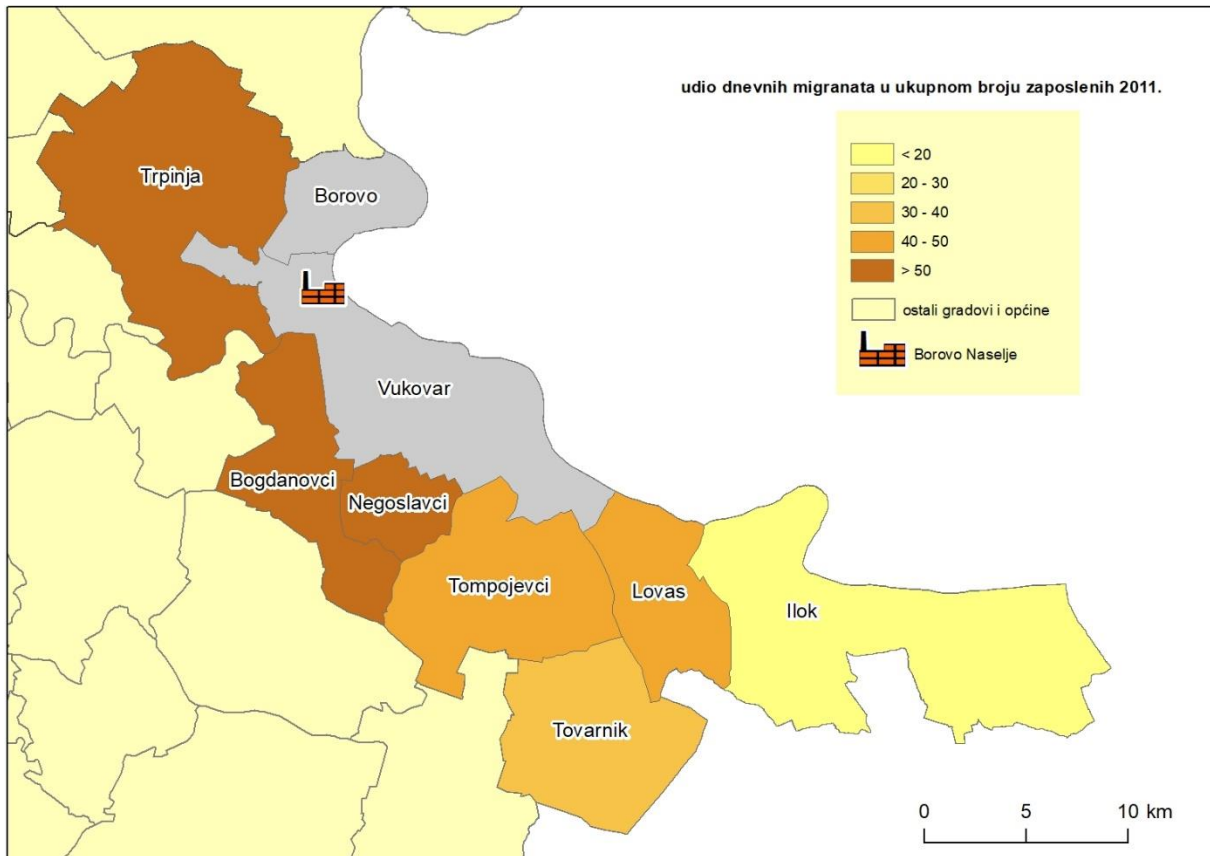 udio dnevnih migranata u ukupnom broju zaposlenih 2011.
< 20
20 - 30
30 - 40
40 - 50
> 50
ostali gradovi i općine
Borovo Naselje
Trpinja
Borovo
Vukovar
Bogdanovci
Negoslavci
Tompojevci
Lovas
Ilok
Tovarnik
0 5 10 km